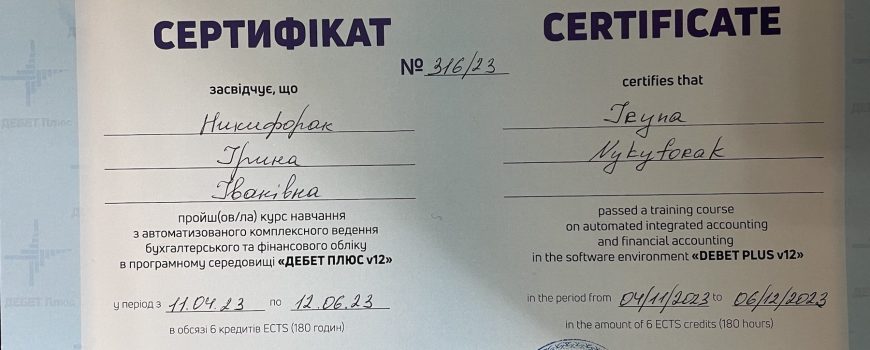 СЕРТИФІКАТ
№ 316/23
засвідчує, що
Никифорак
Ірина
Іванівна
пройш(ов/ла) курс навчання
з автоматизованого комплексного ведення
бухгалтерського та фінансового обліку
в програмному середовищі «ДЕБЕТ ПЛЮС v12»
у період з 11.04.23 по 12.06.23
в обсязі 6 кредитів ECTS (180 годин)
CERTIFICATE
certifies that
Iryna
Nykyforak
passed a training course
on automated integrated accounting
and financial accounting
in the software environment «DEBET PLUS v12»
in the period from 04/11/2023 to 06/12/2023
in the amount of 6 ECTS credits (180 hours)
ДЕБЕТ Плюс
ДЕБЕТ Плюс